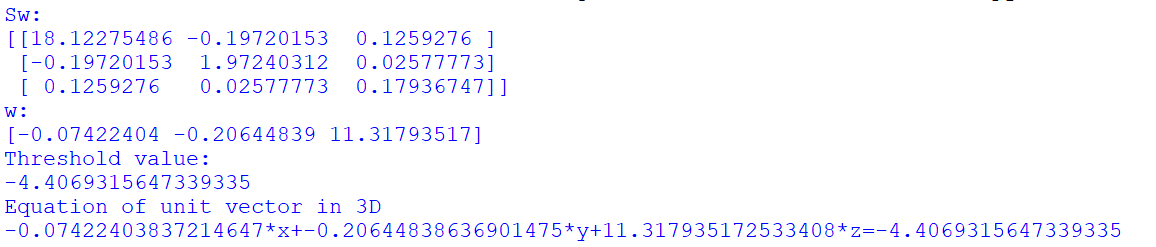 Sw:
[[18.12275486 -0.19720153  0.1259276 ]
 [-0.19720153  1.97240312  0.02577773]
 [ 0.1259276   0.02577773  0.17936747]]
w:
[-0.07422404 -0.20644839 11.31793517]
Threshold value:
-4.4069315647339335
Equation of unit vector in 3D
-0.07422403837214647*x+-0.20644838636901475*y+11.317935172533408*z=-4.4069315647339335